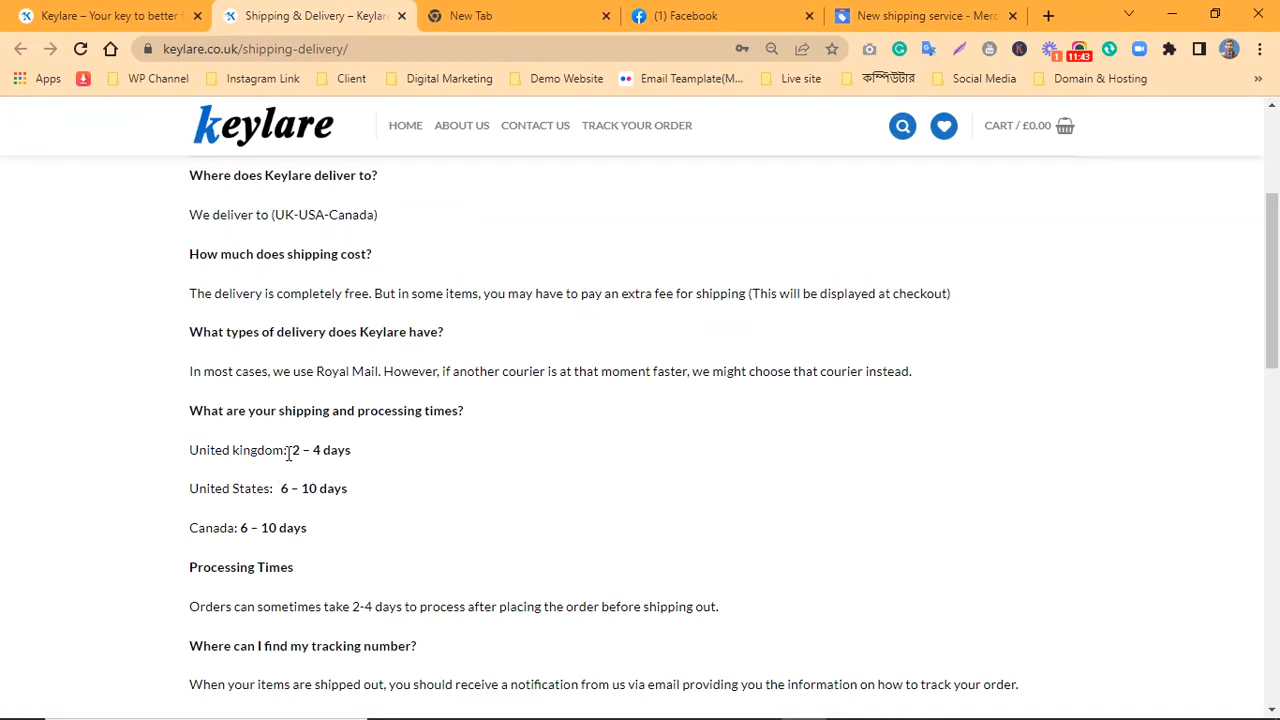 Keylare – Your key to better
Shipping & Delivery – Keylare
New Tab
(1) Facebook
New shipping service - Merc
keylare.co.uk/shipping-delivery/
1
11:43
Apps
WP Channel
Instagram Link
Client
Digital Marketing
Demo Website
Email Teamplate(M...
Live site
কম্পিউটার
Social Media
Domain & Hosting
»
keylare
HOME
ABOUT US
CONTACT US
TRACK YOUR ORDER
CART / £0.00
Where does Keylare deliver to?
We deliver to (UK-USA-Canada)
How much does shipping cost?
The delivery is completely free. But in some items, you may have to pay an extra fee for shipping (This will be displayed at checkout)
What types of delivery does Keylare have?
In most cases, we use Royal Mail. However, if another courier is at that moment faster, we might choose that courier instead.
What are your shipping and processing times?
United kingdom: 2 – 4 days
United States: 6 – 10 days
Canada: 6 – 10 days
Processing Times
Orders can sometimes take 2-4 days to process after placing the order before shipping out.
Where can I find my tracking number?
When your items are shipped out, you should receive a notification from us via email providing you the information on how to track your order.